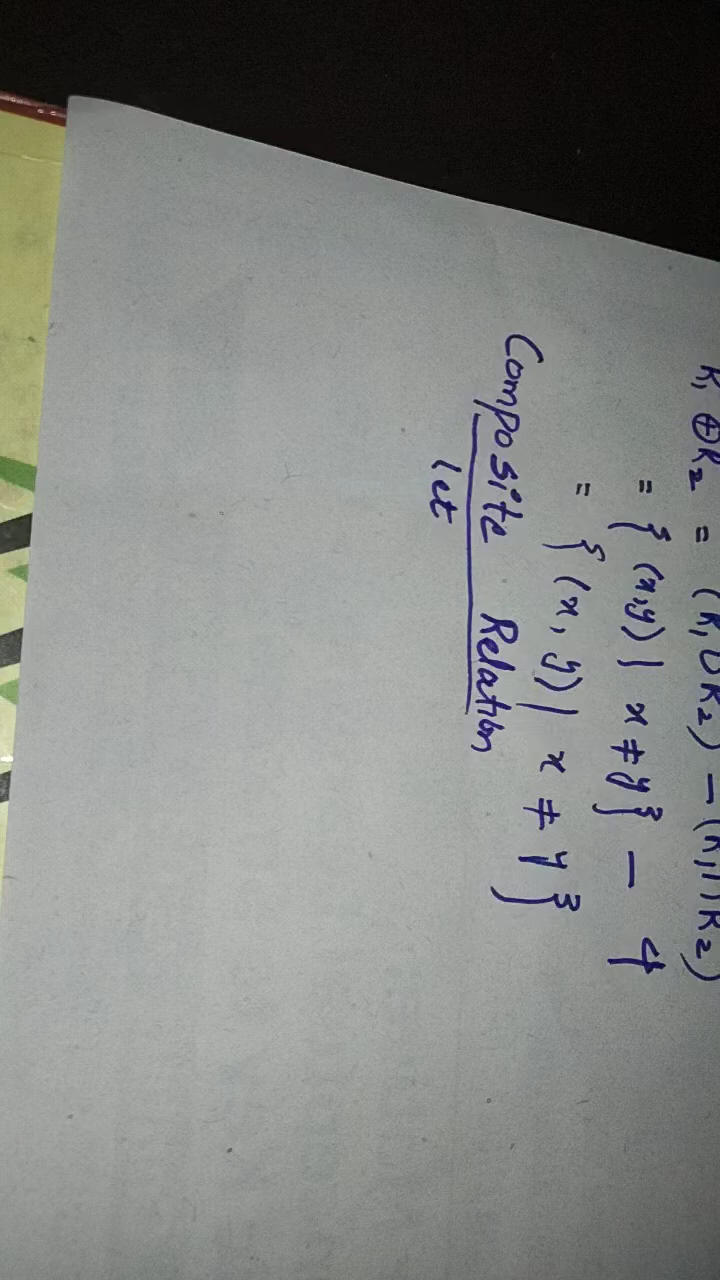 R₁ ⊕ R₂ = (R₁ ∪ R₂) − (R₁ ∩ R₂)
= {(x,y) | x ≠ y} − ϕ
= {(x, y) | x ≠ y}
Composite Relation
let